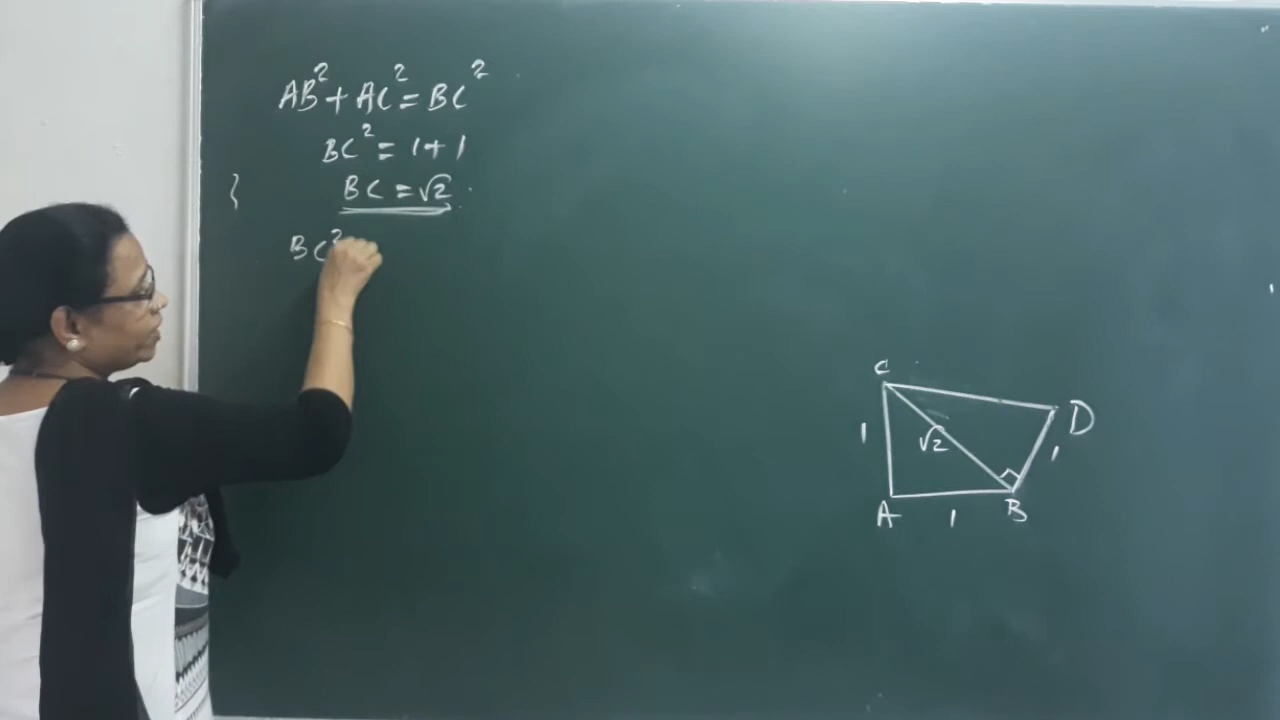 AB² + AC² = BC²
BC² = 1 + 1
BC = √2
BC²
C
1 √2 D
1
A 1 B